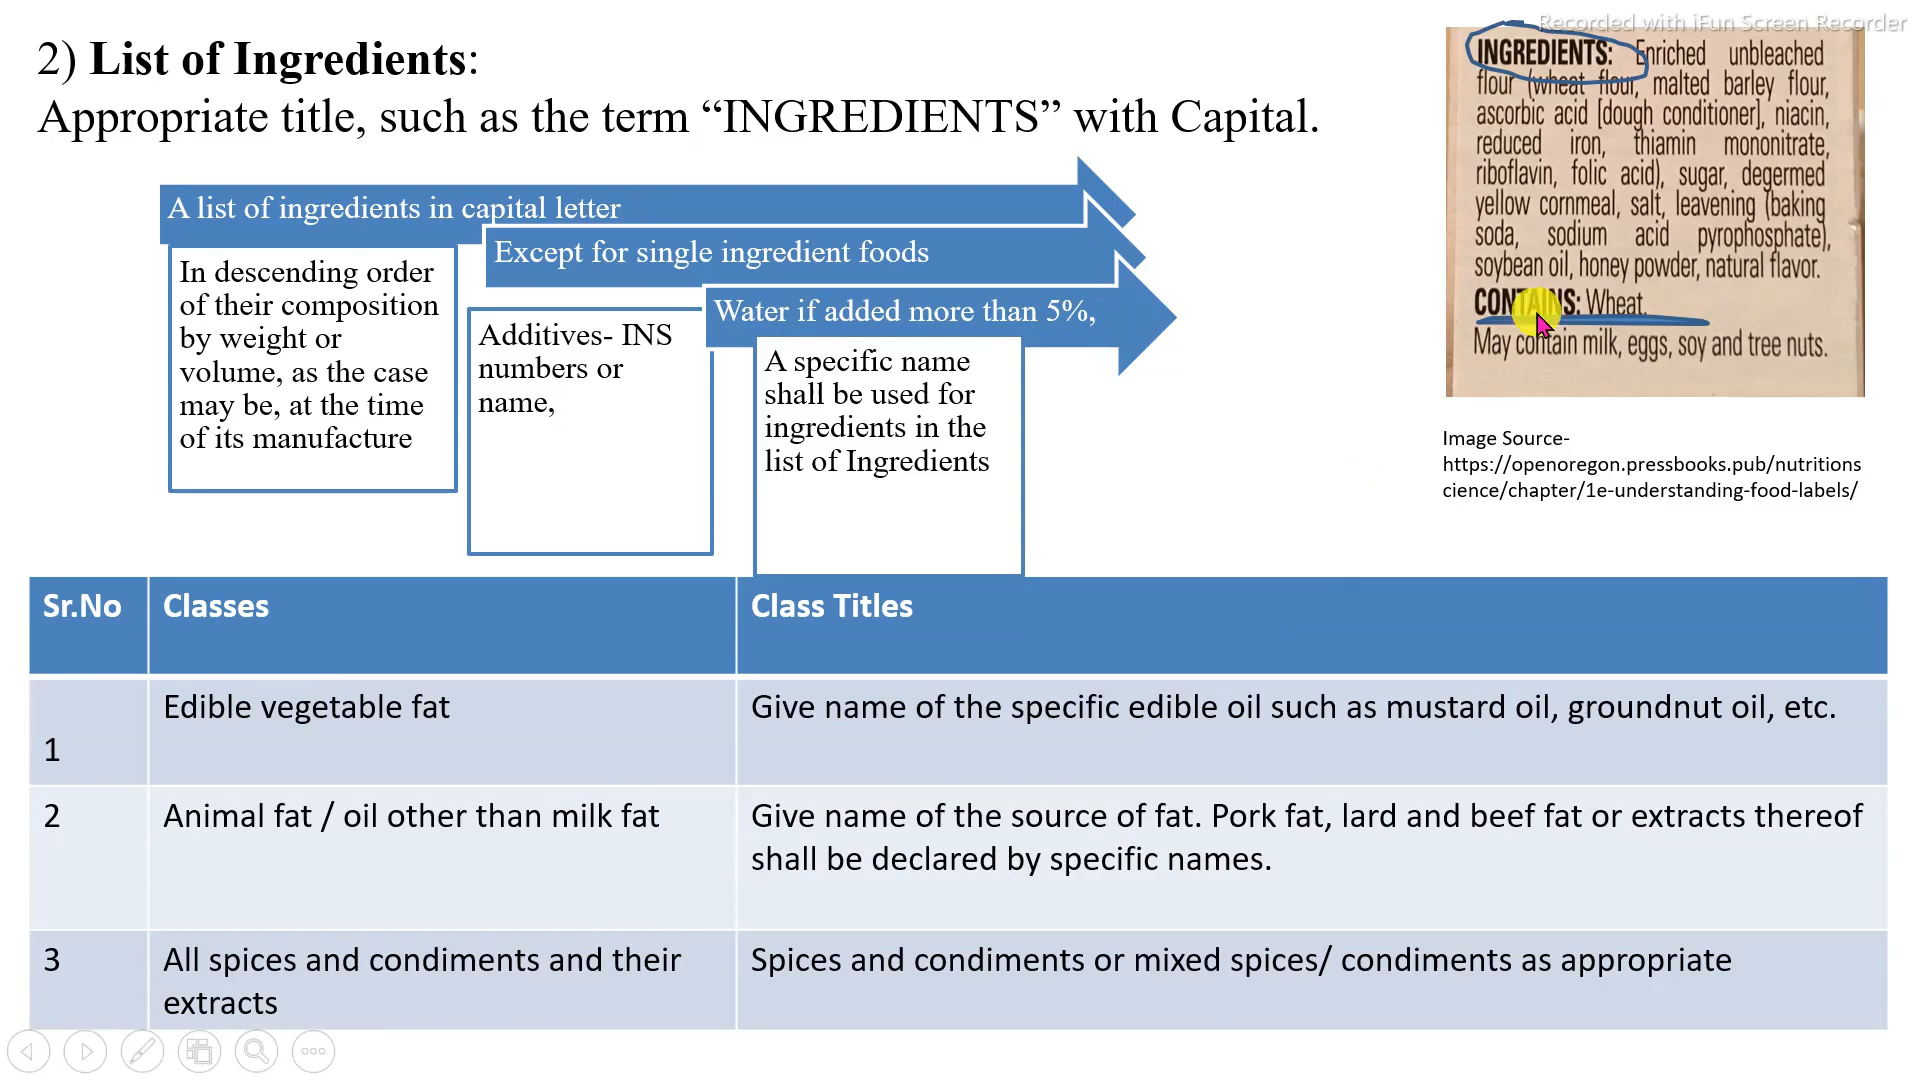 Recorded with iFun Screen Recorder
2) List of Ingredients:
Appropriate title, such as the term “INGREDIENTS” with Capital.
A list of ingredients in capital letter
In descending order
of their composition
by weight or
volume, as the case
may be, at the time
of its manufacture
Except for single ingredient foods
Additives- INS
numbers or
name,
Water if added more than 5%,
A specific name
shall be used for
ingredients in the
list of Ingredients
INGREDIENTS: Enriched unbleached
flour (wheat flour, malted barley flour,
ascorbic acid [dough conditioner], niacin,
reduced iron, thiamin mononitrate,
riboflavin, folic acid), sugar, degermed
yellow cornmeal, salt, leavening (baking
soda, sodium acid pyrophosphate),
soybean oil, honey powder, natural flavor.
CONTAINS: Wheat.
May contain milk, eggs, soy and tree nuts.
Image Source-
https://openoregon.pressbooks.pub/nutritions
cience/chapter/1e-understanding-food-labels/
Sr.No Classes Class Titles
1 Edible vegetable fat Give name of the specific edible oil such as mustard oil, groundnut oil, etc.
2 Animal fat / oil other than milk fat Give name of the source of fat. Pork fat, lard and beef fat or extracts thereof
shall be declared by specific names.
3 All spices and condiments and their Spices and condiments or mixed spices/ condiments as appropriate
extracts